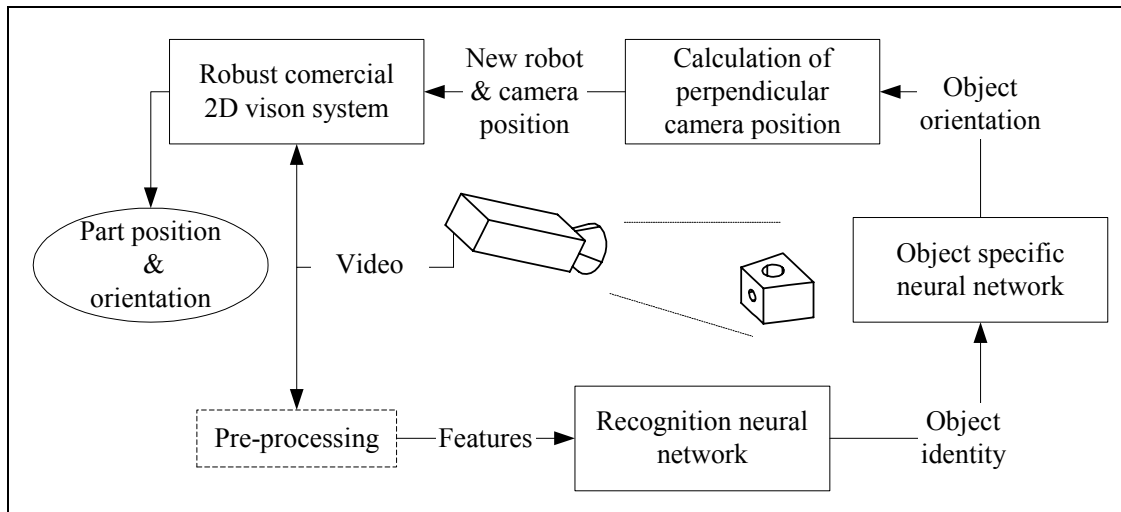 Robust comercial
2D vison system
New robot
& camera
position
Calculation of
perpendicular
camera position
Object
orientation
Part position
&
orientation
Video
Object specific
neural network
Pre-processing
Features
Recognition neural
network
Object
identity